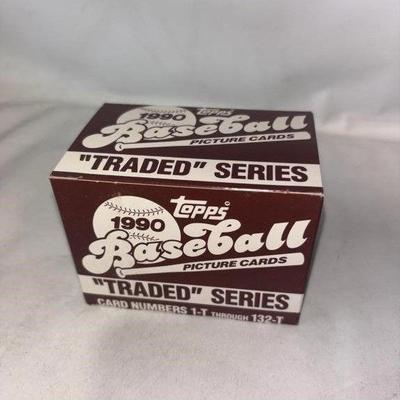 Topps
1990
Baseball
PICTURE CARDS
"TRADED" SERIES
Topps
1990
Baseball
PICTURE CARDS
"TRADED" SERIES
CARD NUMBERS 1-T THROUGH 132-T